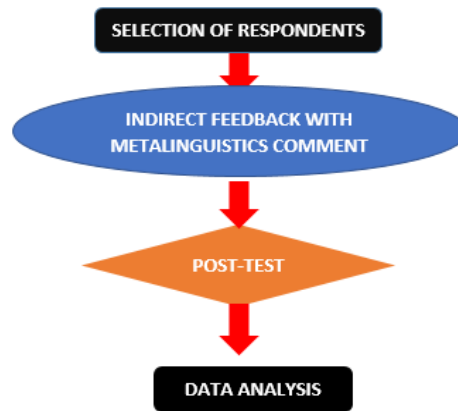 SELECTION OF RESPONDENTS
INDIRECT FEEDBACK WITH
METALINGUISTICS COMMENT
POST-TEST
DATA ANALYSIS